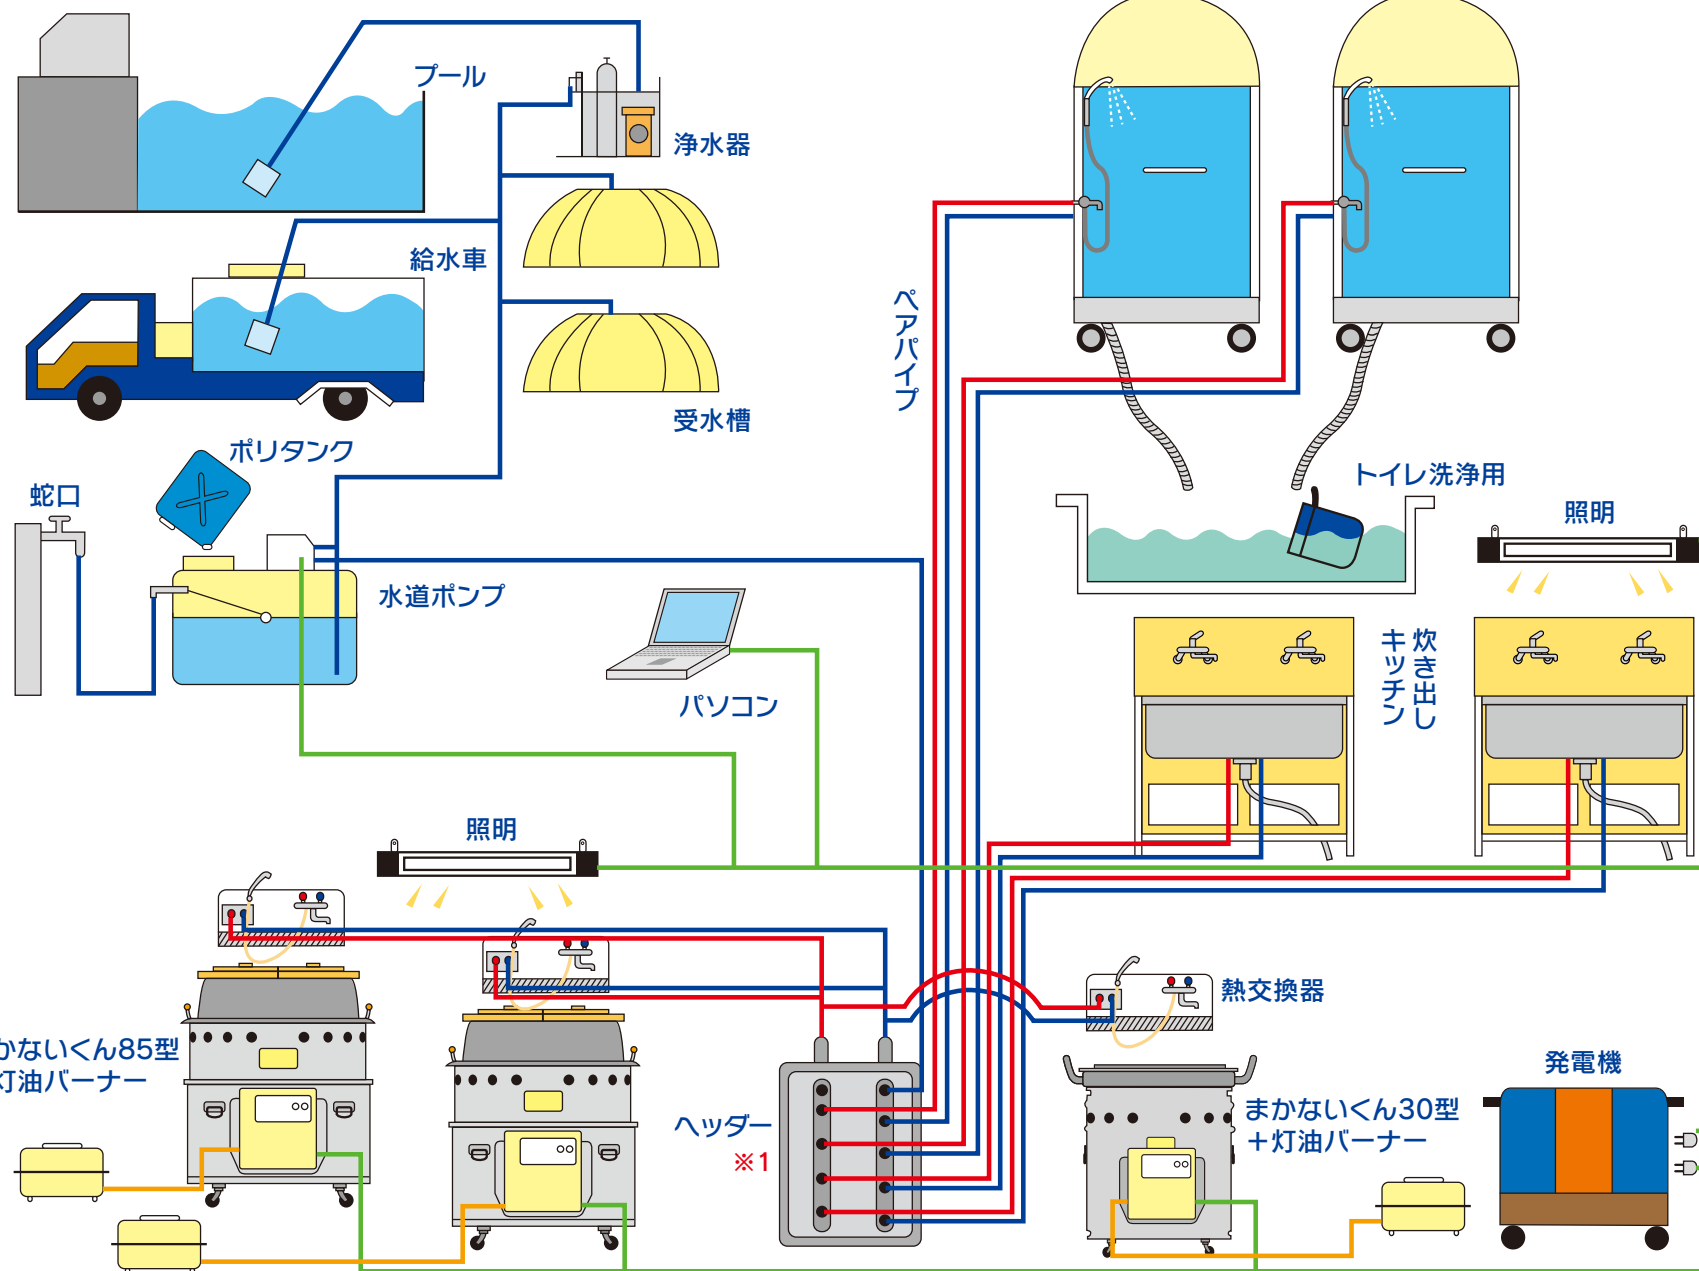 プール
浄水器
給水車
受水槽
ペアパイプ
ポリタンク
蛇口
トイレ洗浄用
照明
水道ポンプ
パソコン
炊き出し
キッチン
照明
熱交換器
かないくん85型
灯油バーナー
ヘッダー
※1
まかないくん30型
+灯油バーナー
発電機